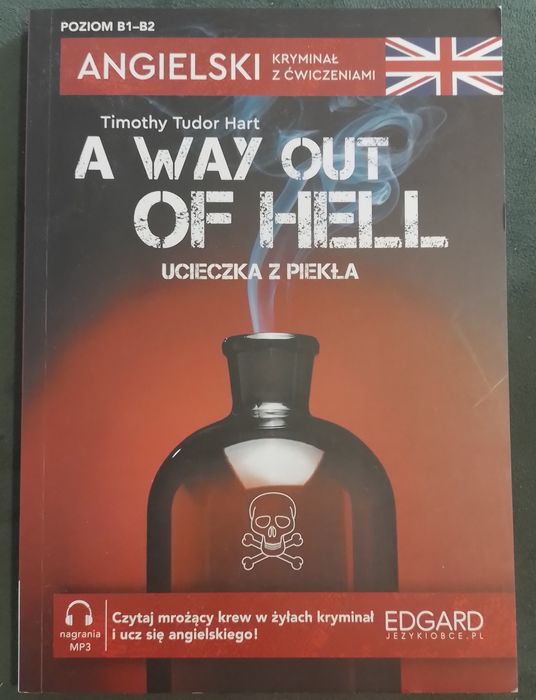 POZIOM B1–B2
ANGIELSKI
KRYMINAŁ
Z ĆWICZENIAMI
Timothy Tudor Hart
A WAY OUT
OF HELL
UCIECZKA Z PIEKŁA
nagrania
MP3
Czytaj mrożący krew w żyłach kryminał
i ucz się angielskiego!
EDGARD
JEZYKIOBCE.PL